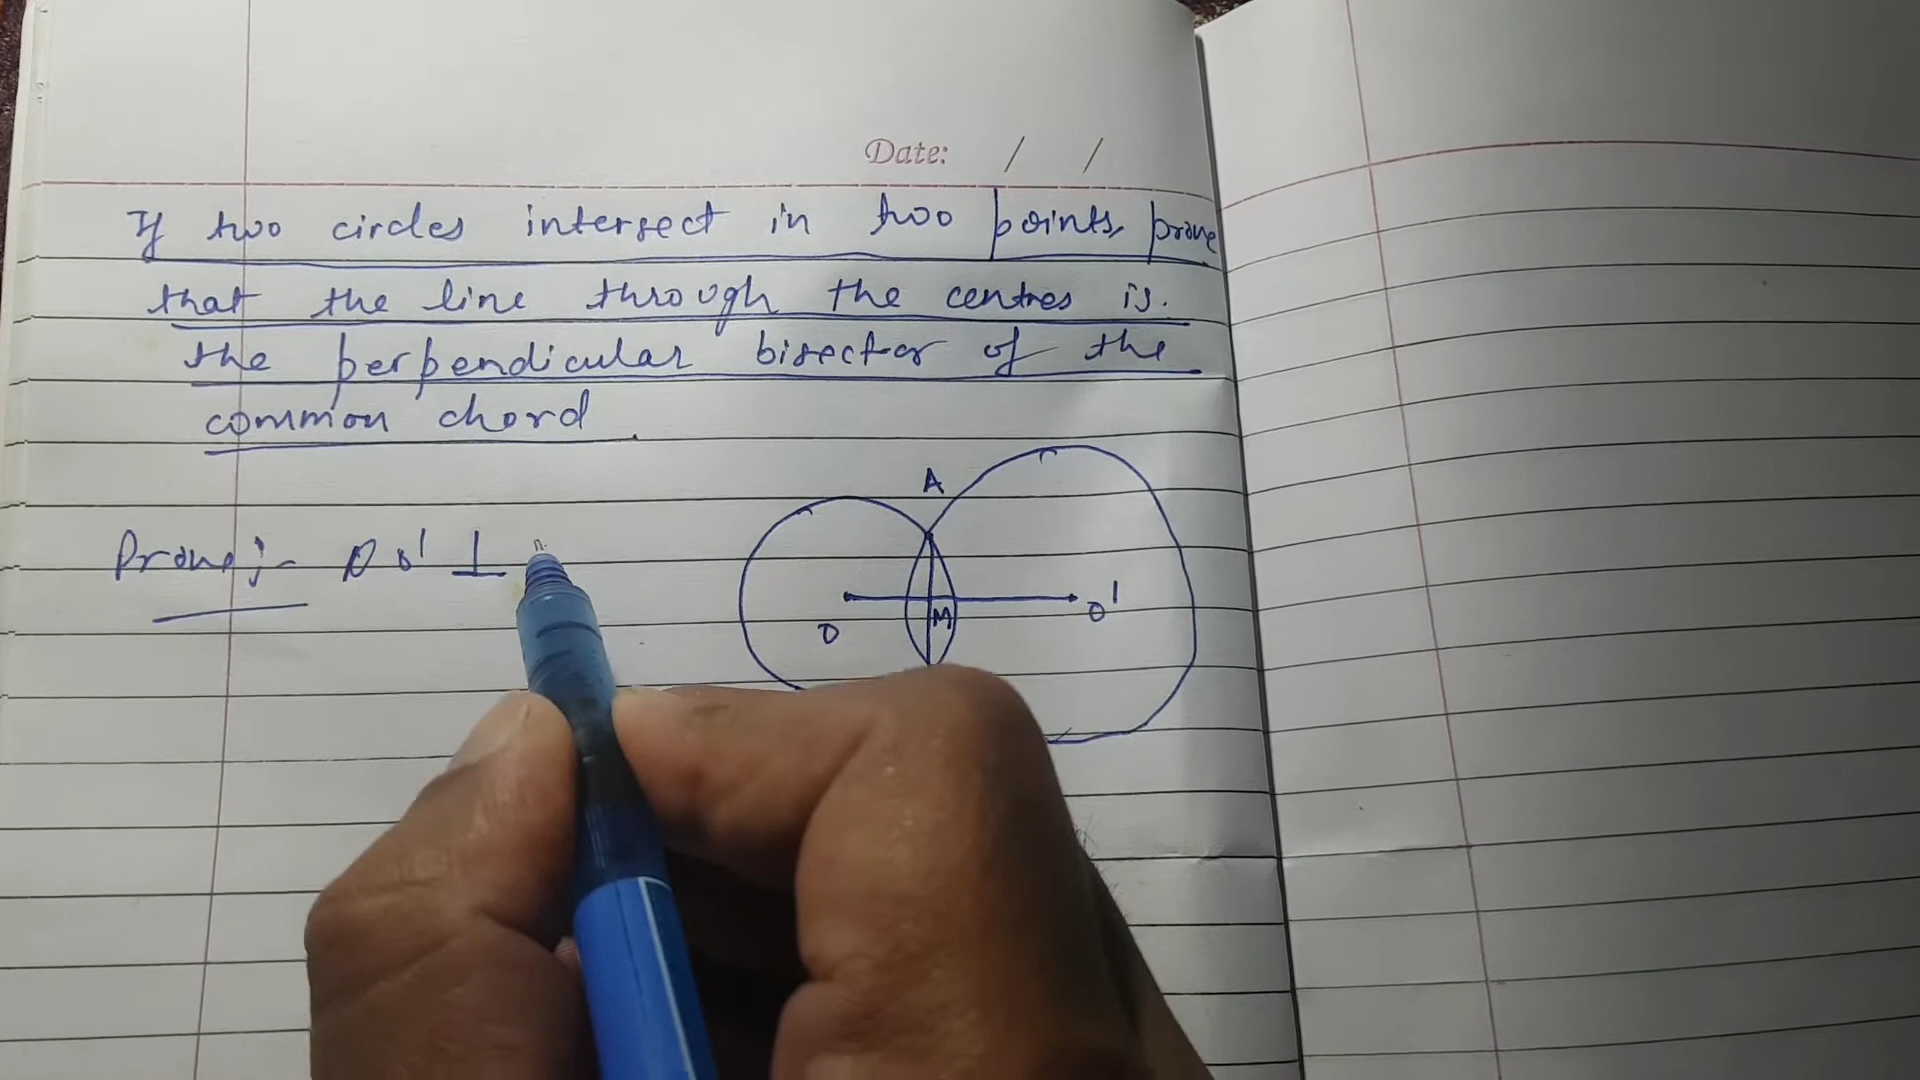 Date: / /
If two circles intersect in two points, prove
that the line through the centres is.
the perpendicular bisector of the
common chord.
A
Prove :- OO' ⊥
O M O'